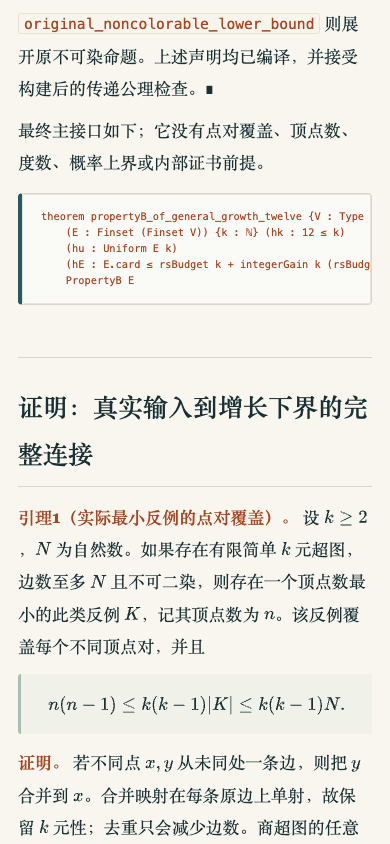 original_noncolorable_lower_bound 则展
开原不可染命题。上述声明均已编译，并接受
构建后的传递公理检查。∎
最终主接口如下；它没有点对覆盖、顶点数、
度数、概率上界或内部证书前提。
theorem propertyB_of_general_growth_twelve {V : Type
(E : Finset (Finset V)) {k : ℕ} (hk : 12 ≤ k)
(hu : Uniform E k)
(hE : E.card ≤ rsBudget k + integerGain k (rsBudg
PropertyB E
证明：真实输入到增长下界的完
整连接
引理1（实际最小反例的点对覆盖）。 设 k ≥ 2
，N 为自然数。如果存在有限简单 k 元超图，
边数至多 N 且不可二染，则存在一个顶点数最
小的此类反例 K，记其顶点数为 n。该反例覆
盖每个不同顶点对，并且
n(n − 1) ≤ k(k − 1)|K| ≤ k(k − 1)N.
证明。 若不同点 x, y 从未同处一条边，则把 y
合并到 x。合并映射在每条原边上单射，故保
留 k 元性；去重只会减少边数。商超图的任意